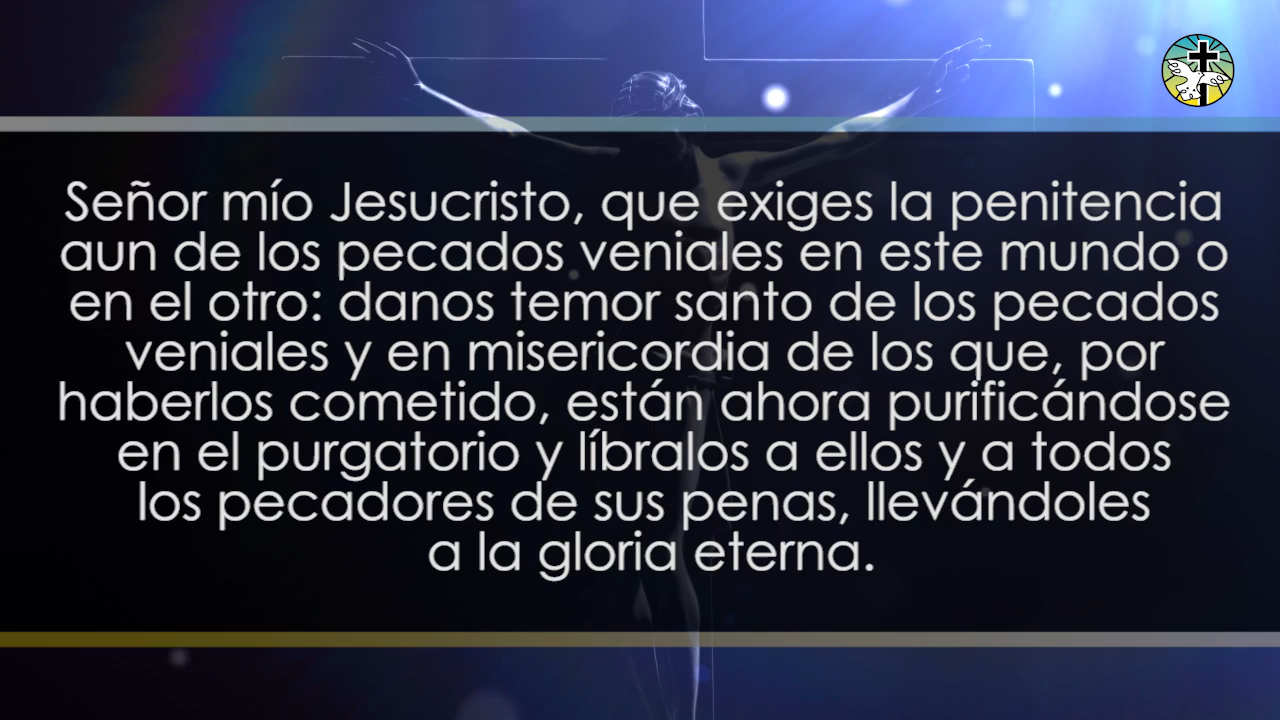 Señor mío Jesucristo, que exiges la penitencia
aun de los pecados veniales en este mundo o
en el otro: danos temor santo de los pecados
veniales y en misericordia de los que, por
haberlos cometido, están ahora purificándose
en el purgatorio y líbralos a ellos y a todos
los pecadores de sus penas, llevándoles
a la gloria eterna.